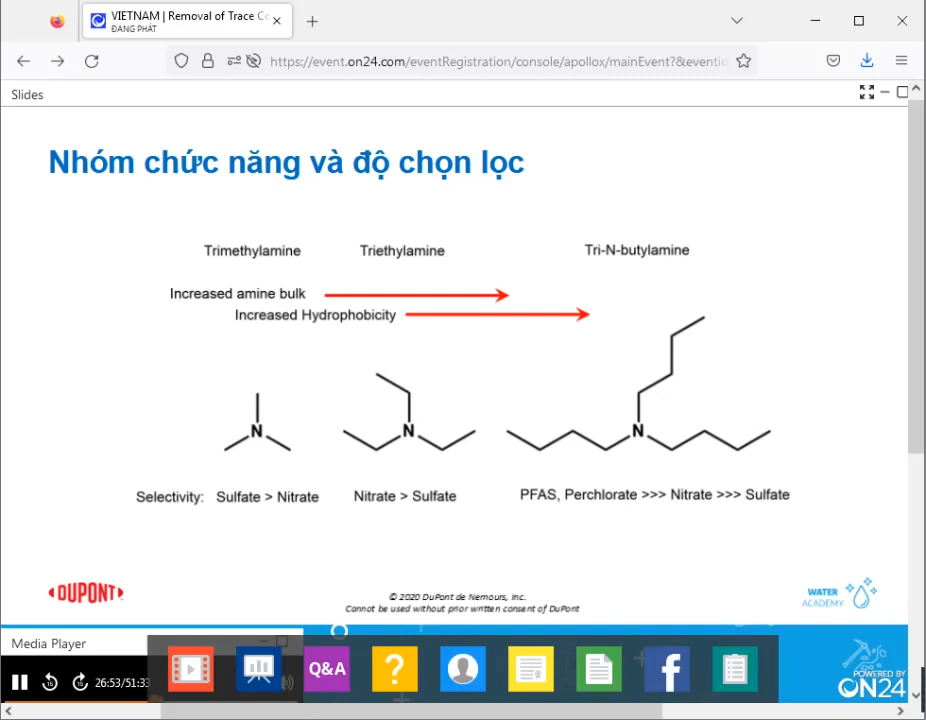 VIETNAM | Removal of Trace Co
ĐANG PHÁT
https://event.on24.com/eventRegistration/console/apollox/mainEvent?&eventid
Slides
Nhóm chức năng và độ chọn lọc
Trimethylamine Triethylamine Tri-N-butylamine
Increased amine bulk
Increased Hydrophobicity
N N N
Selectivity: Sulfate > Nitrate Nitrate > Sulfate PFAS, Perchlorate >>> Nitrate >>> Sulfate
DUPONT
© 2020 DuPont de Nemours, Inc.
Cannot be used without prior written consent of DuPont
WATER
ACADEMY
Media Player
Q&A ? f
15 15 26:53/51:33
POWERED BY
ON24